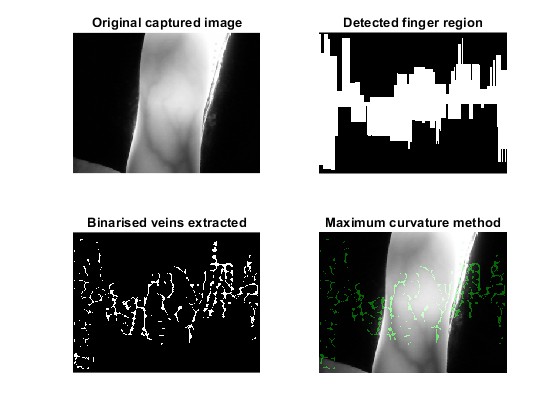 Original captured image
Detected finger region
Binarised veins extracted
Maximum curvature method